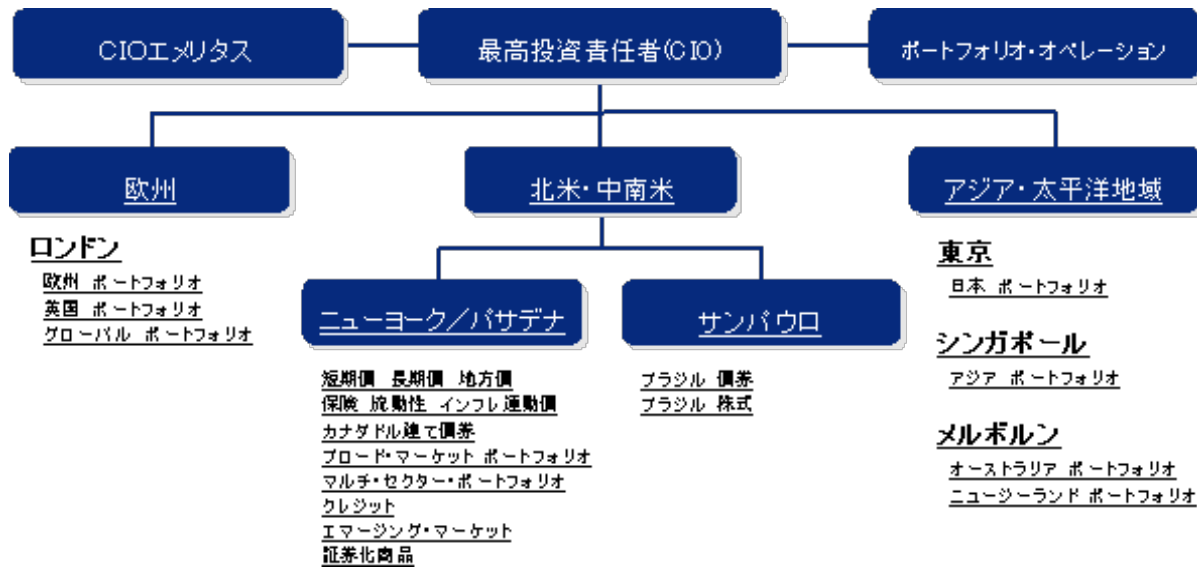 CIOエメリタス
最高投資責任者(CIO)
ポートフォリオ・オペレーション
欧州
北米・中南米
アジア・太平洋地域
ロンドン
欧州 ポートフォリオ
英国 ポートフォリオ
グローバル ポートフォリオ
ニューヨーク/パサデナ
短期債 長期債 地方債
保険 流動性 インフレ連動債
カナダドル建て債券
ブロード・マーケット ポートフォリオ
マルチ・セクター・ポートフォリオ
クレジット
エマージング・マーケット
証券化商品
サンパウロ
ブラジル 債券
ブラジル 株式
東京
日本 ポートフォリオ
シンガポール
アジア ポートフォリオ
メルボルン
オーストラリア ポートフォリオ
ニュージーランド ポートフォリオ